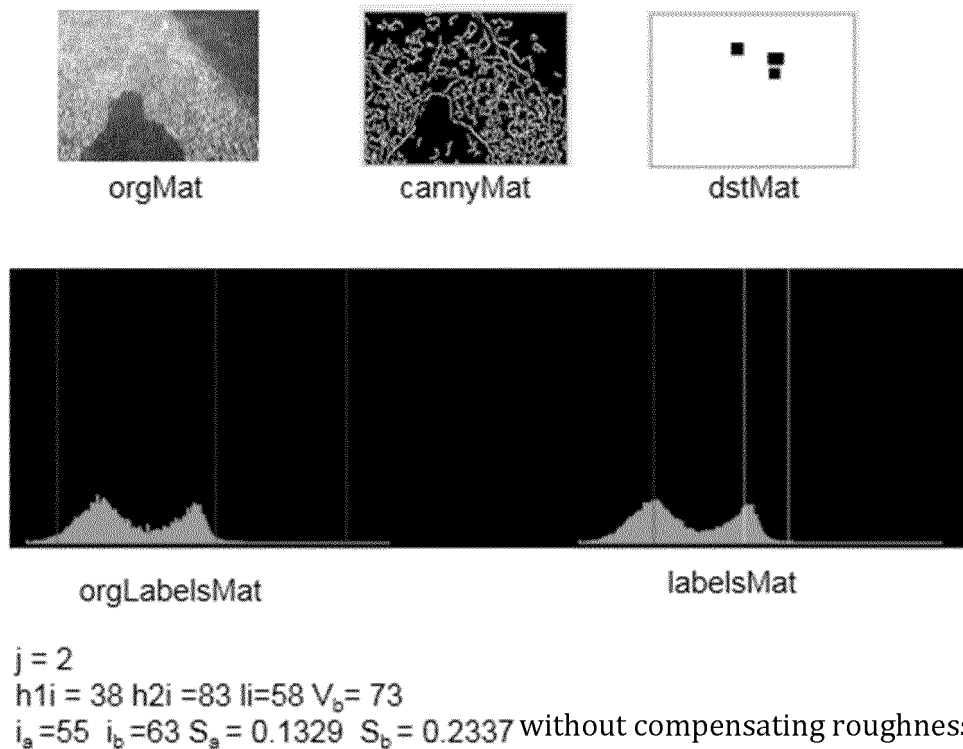 orgMat cannyMat dstMat
orgLabelsMat labelsMat
j = 2
h1i = 38 h2i =83 li=58 V_b= 73
i_a=55 i_b=63 S_a= 0.1329 S_b= 0.2337 without compensating roughness